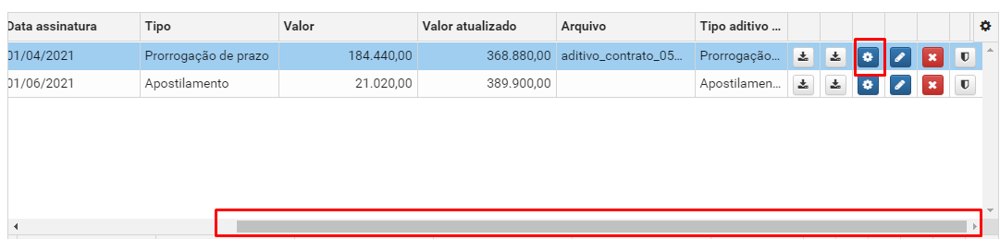 Data assinatura Tipo Valor Valor atualizado Arquivo Tipo aditivo ...
01/04/2021 Prorrogação de prazo 184.440,00 368.880,00 aditivo_contrato_05... Prorrogação...
01/06/2021 Apostilamento 21.020,00 389.900,00 Apostilamen...